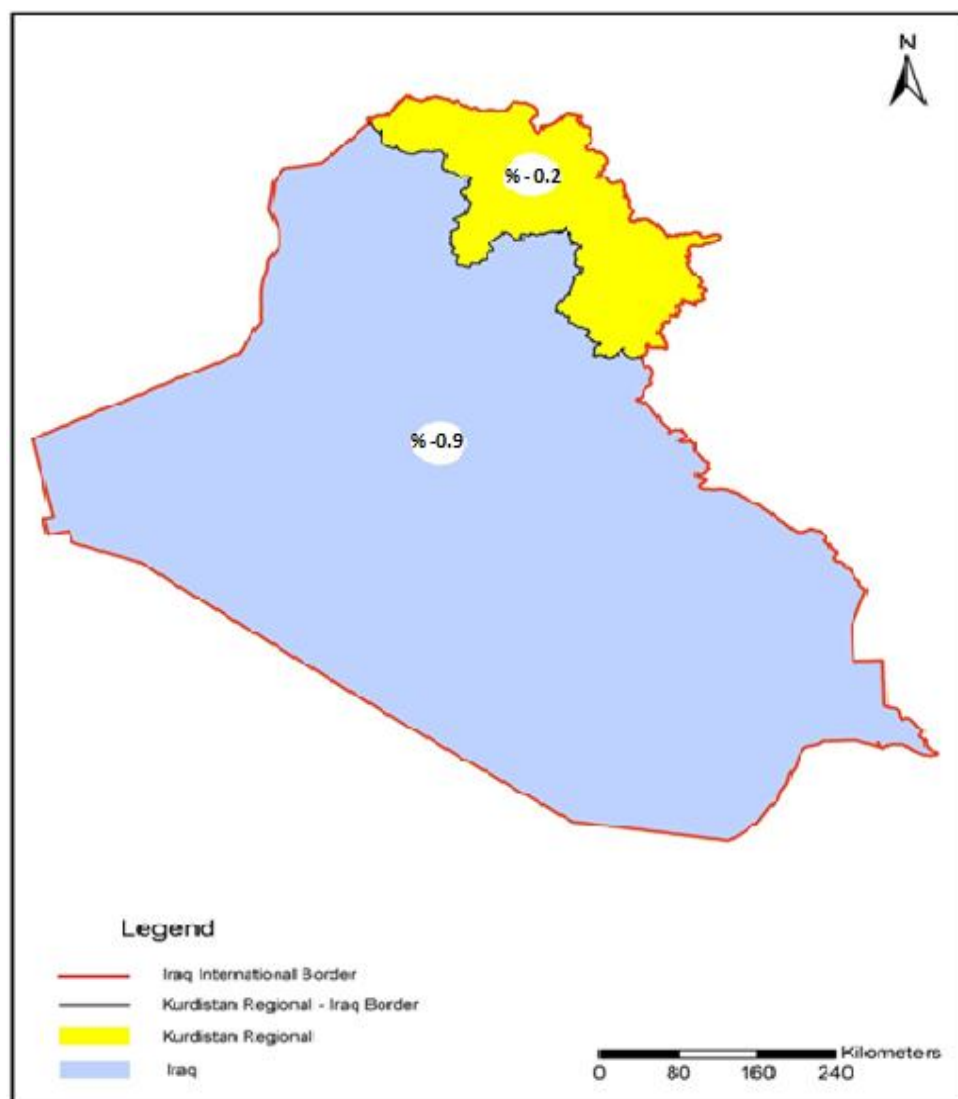 N
% - 0.2
% -0.9
Legend
Iraq International Border
Kurdistan Regional - Iraq Border
Kurdistan Regional
Iraq
Kilometers
0 80 160 240